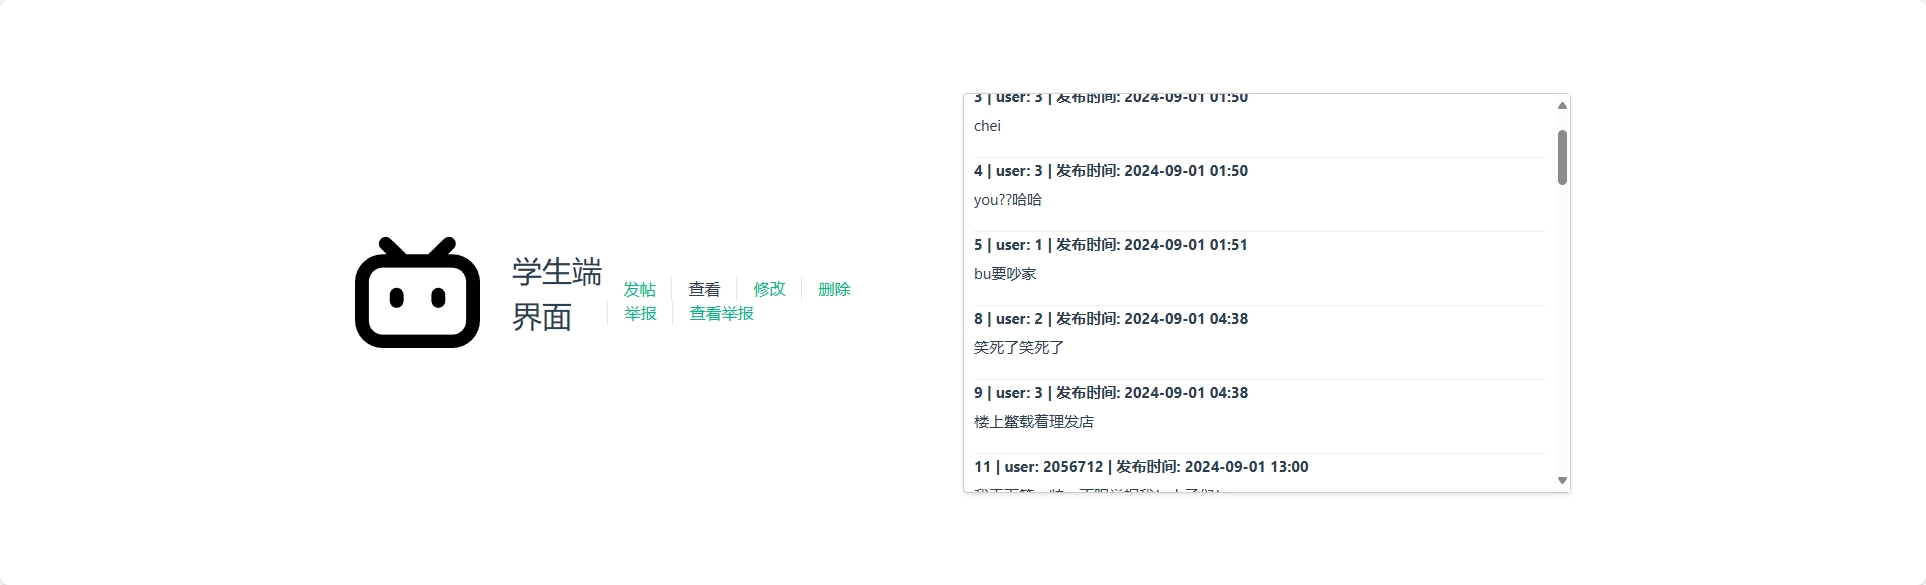 学生端
界面
发帖 查看 修改 删除
举报 查看举报
3 | user: 3 | 发布时间: 2024-09-01 01:50
chei
4 | user: 3 | 发布时间: 2024-09-01 01:50
you??哈哈
5 | user: 1 | 发布时间: 2024-09-01 01:51
bu要吵家
8 | user: 2 | 发布时间: 2024-09-01 04:38
笑死了笑死了
9 | user: 3 | 发布时间: 2024-09-01 04:38
楼上鳖载着理发店
11 | user: 2056712 | 发布时间: 2024-09-01 13:00